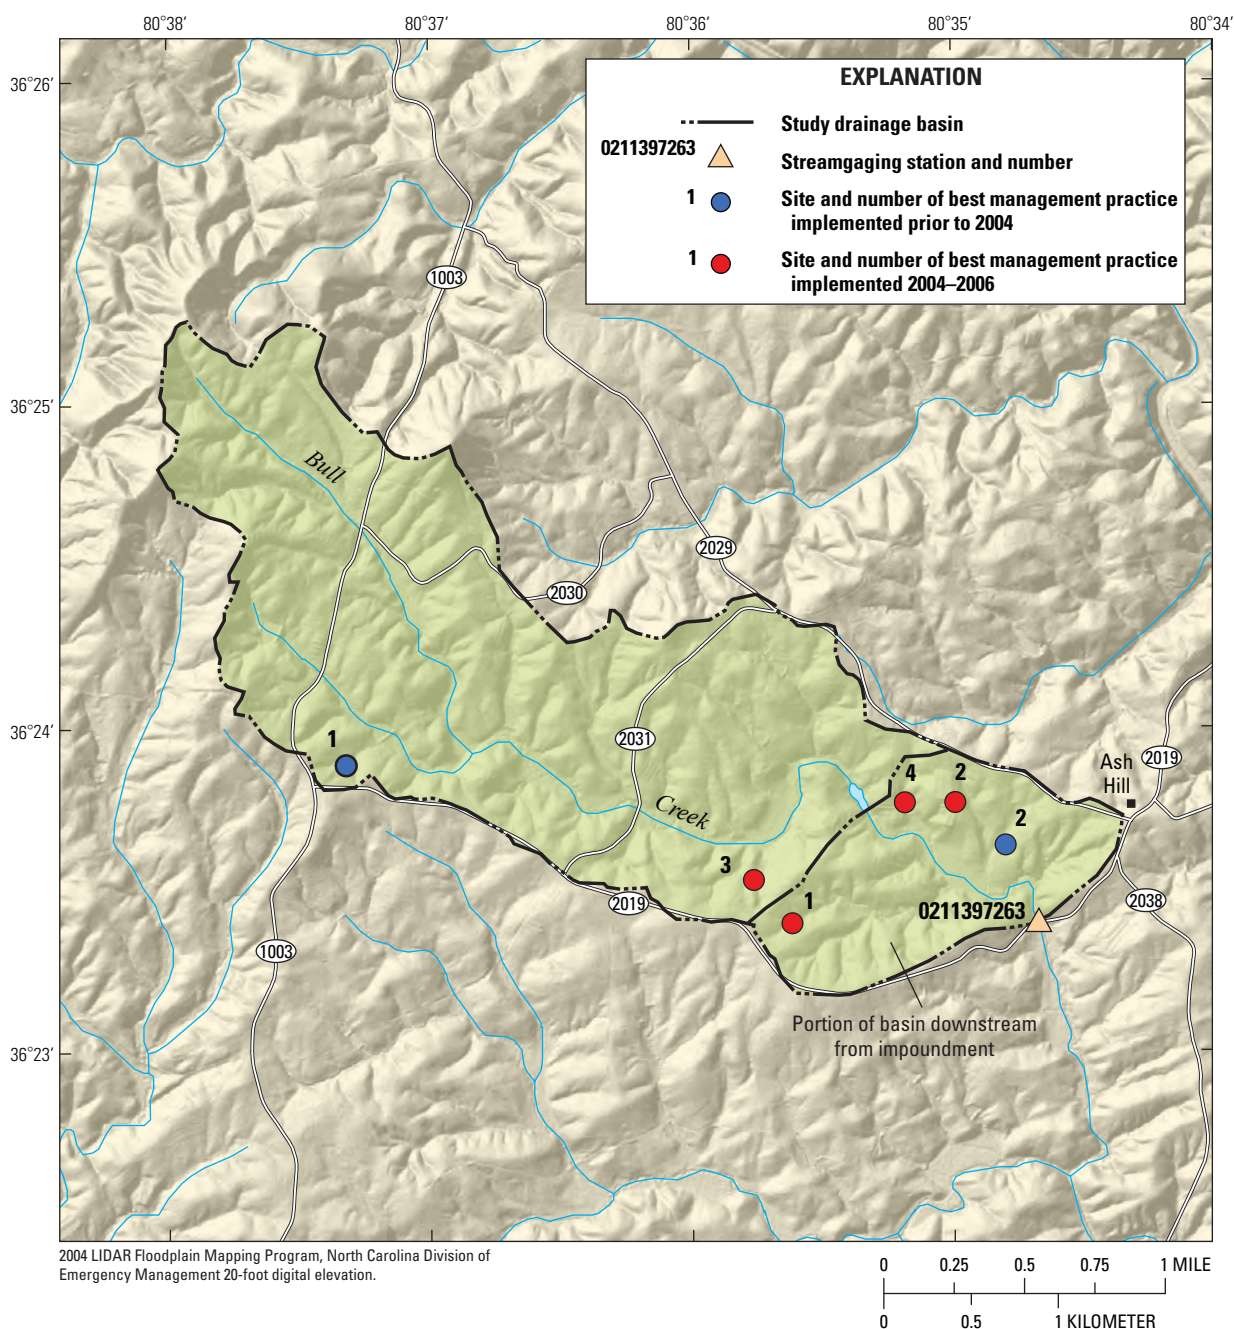 80°38′ 80°37′ 80°36′ 80°35′ 80°34′
36°26′
EXPLANATION
Study drainage basin
0211397263
Streamgaging station and number
1
Site and number of best management practice
implemented prior to 2004
1
Site and number of best management practice
implemented 2004–2006
1003
36°25′
Bull
2029
2030
36°24′
1
2031
Ash
Hill
2019
4
2
Creek
2
3
1
2019
0211397263
2038
1003
Portion of basin downstream
from impoundment
36°23′
2004 LIDAR Floodplain Mapping Program, North Carolina Division of
Emergency Management 20-foot digital elevation.
0 0.25 0.5 0.75 1 MILE
0 0.5 1 KILOMETER